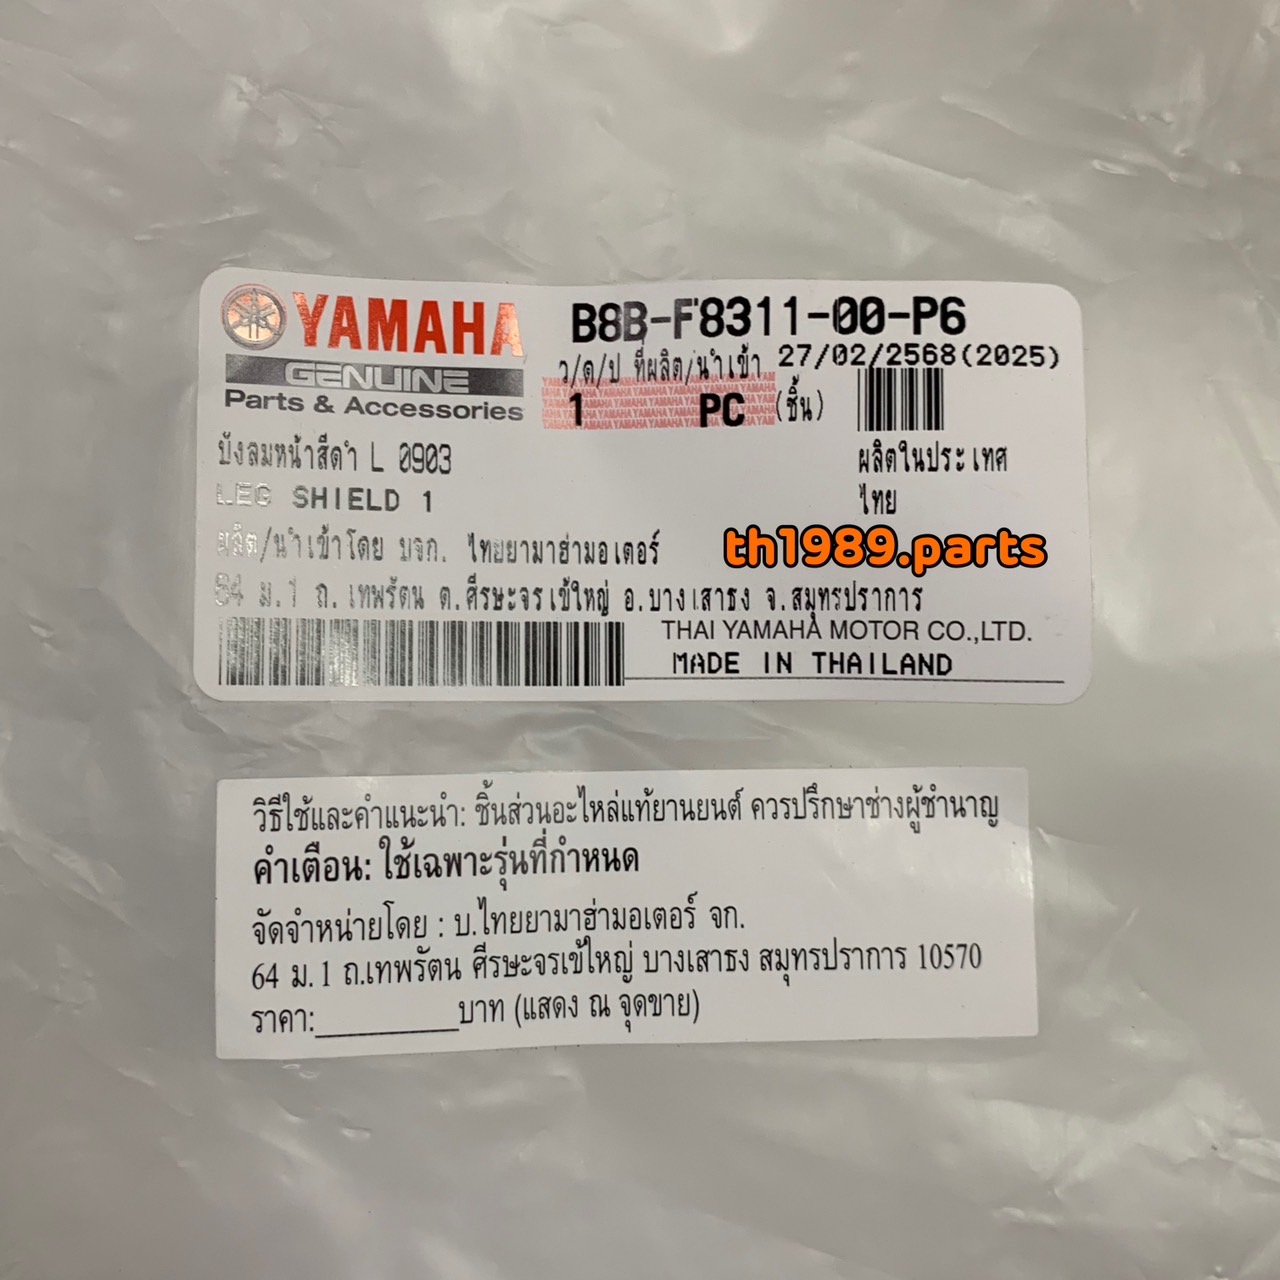 YAMAHA
GENUINE
Parts & Accessories
B8B-F8311-00-P6
ว/ด/ป ที่ผลิต/นำเข้า 27/02/2568(2025)
1 PC (ชิ้น)
บังลมหน้าสีดำ L 0903
LEG SHIELD 1
ผลิตในประเทศ
ไทย
ผลิต/นำเข้าโดย บจก. ไทยยามาฮ่ามอเตอร์
th1989.parts
64 ม.1 ถ.เทพรัตน ต.ศีรษะจรเข้ใหญ่ อ.บางเสาธง จ.สมุทรปราการ
THAI YAMAHA MOTOR CO.,LTD.
MADE IN THAILAND
วิธีใช้และคำแนะนำ: ชิ้นส่วนอะไหล่แท้ยานยนต์ ควรปรึกษาช่างผู้ชำนาญ
คำเตือน: ใช้เฉพาะรุ่นที่กำหนด
จัดจำหน่ายโดย : บ.ไทยยามาฮ่ามอเตอร์ จก.
64 ม.1 ถ.เทพรัตน ศีรษะจรเข้ใหญ่ บางเสาธง สมุทรปราการ 10570
ราคา:__________บาท (แสดง ณ จุดขาย)